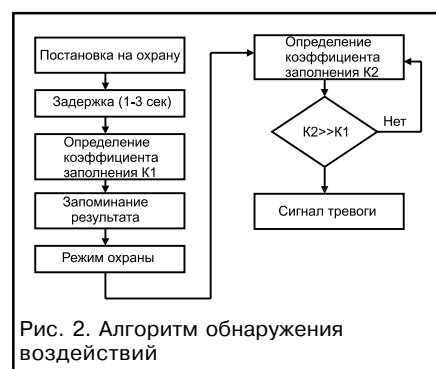 Постановка на охрану
Задержка (1-3 сек)
Определение
коэффициента
заполнения К1
Запоминание
результата
Режим охраны
Определение
коэффициента
заполнения К2
К2>>К1
Нет
Сигнал тревоги
Рис. 2. Алгоритм обнаружения
воздействий